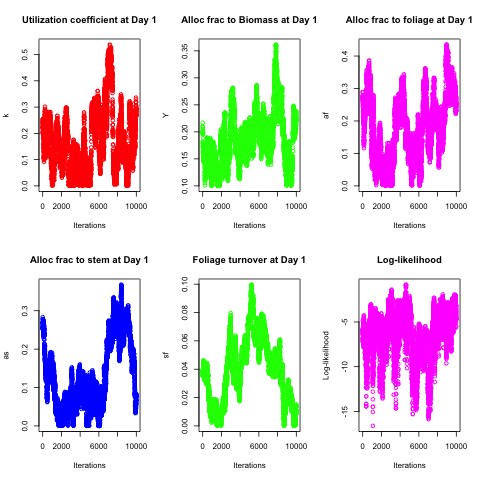 Utilization coefficient at Day 1
k
0.0 0.1 0.2 0.3 0.4 0.5
0 2000 6000 10000
Iterations
Alloc frac to Biomass at Day 1
Y
0.10 0.15 0.20 0.25 0.30 0.35
0 2000 6000 10000
Iterations
Alloc frac to foliage at Day 1
af
0.0 0.1 0.2 0.3 0.4
0 2000 6000 10000
Iterations
Alloc frac to stem at Day 1
as
0.0 0.1 0.2 0.3
0 2000 6000 10000
Iterations
Foliage turnover at Day 1
sf
0.00 0.02 0.04 0.06 0.08 0.10
0 2000 6000 10000
Iterations
Log-likelihood
Log-likelihood
-15 -10 -5
0 2000 6000 10000
Iterations